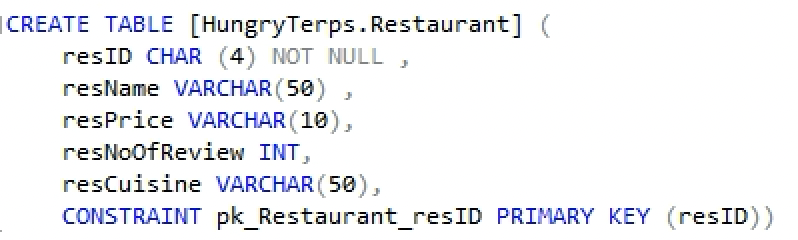 CREATE TABLE [HungryTerps.Restaurant] (
resID CHAR (4) NOT NULL ,
resName VARCHAR(50) ,
resPrice VARCHAR(10),
resNoOfReview INT,
resCuisine VARCHAR(50),
CONSTRAINT pk_Restaurant_resID PRIMARY KEY (resID))